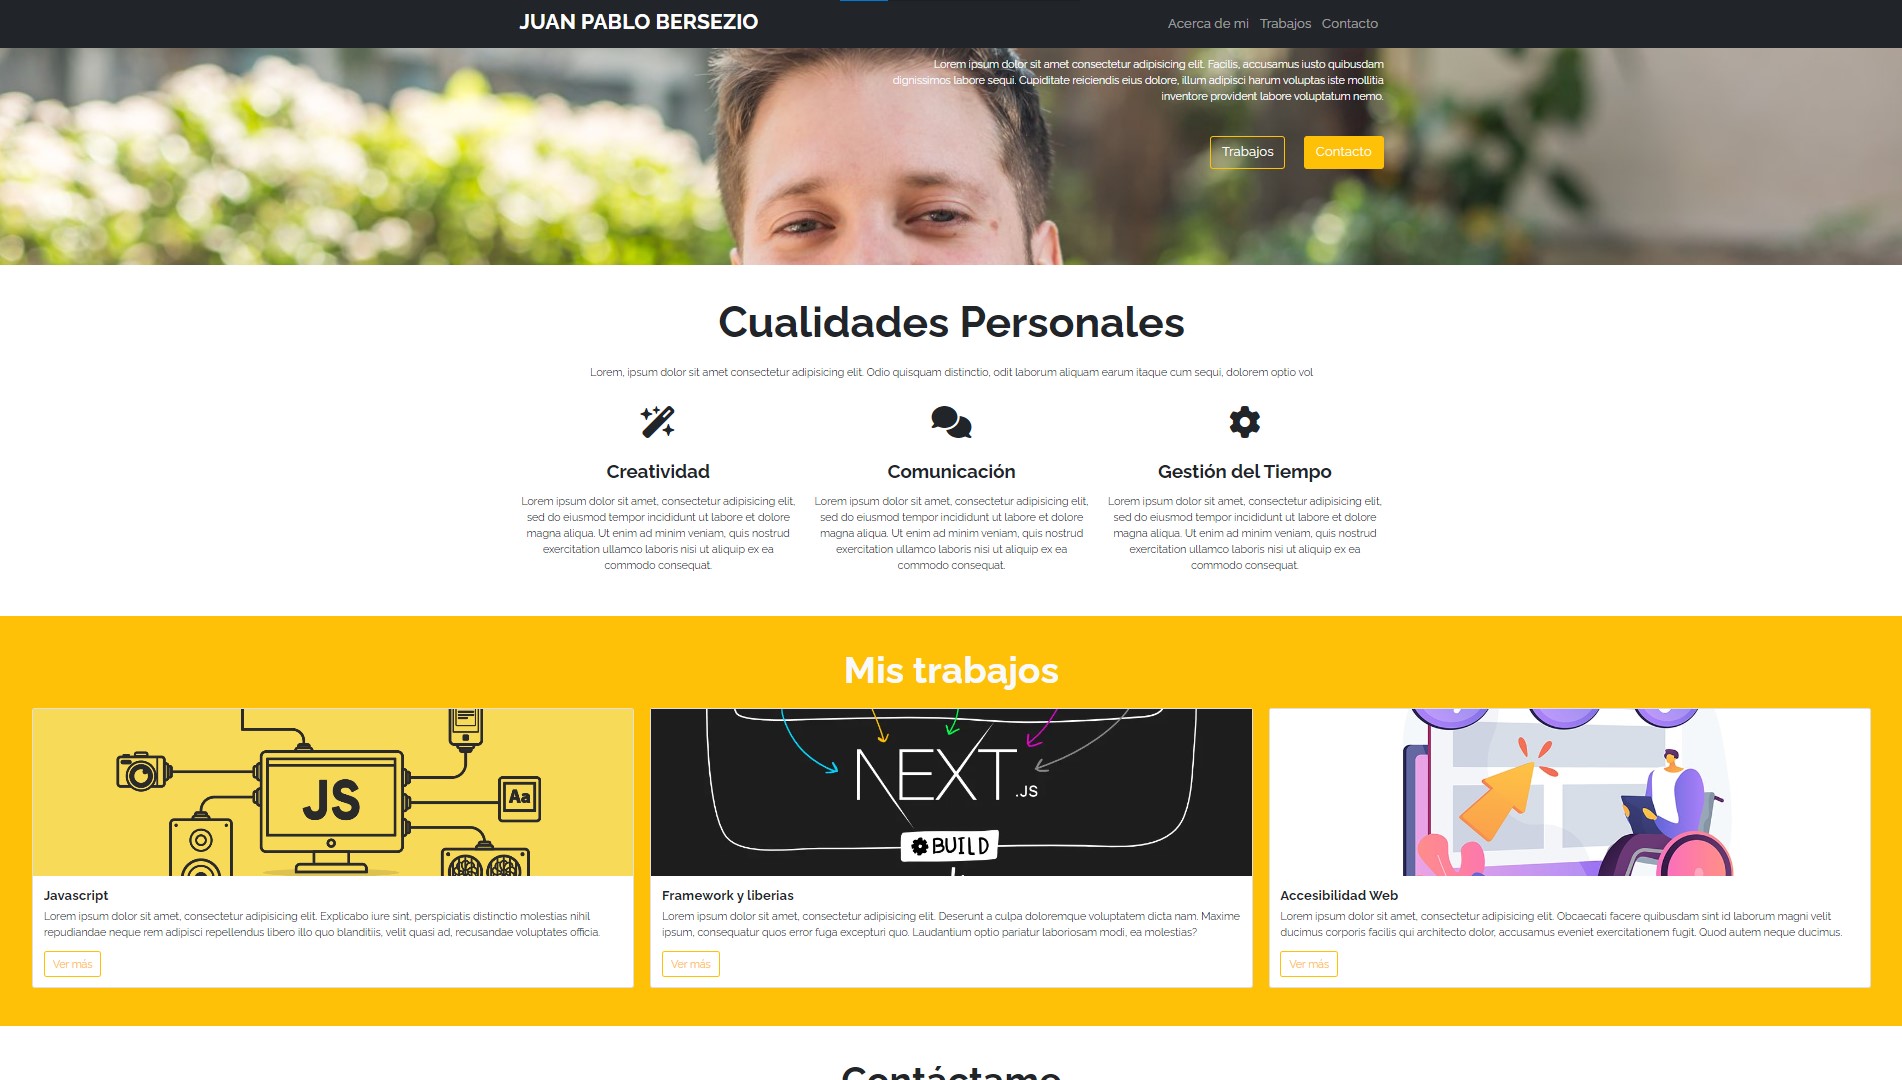 JUAN PABLO BERSEZIO
Acerca de mi Trabajos Contacto
Lorem ipsum dolor sit amet consectetur adipisicing elit. Facilis, accusamus iusto quibusdam
dignissimos labore sequi. Cupiditate reiciendis eius dolore, illum adipisci harum voluptas iste mollitia
inventore provident labore voluptatum nemo.
Trabajos Contacto
Cualidades Personales
Lorem, ipsum dolor sit amet consectetur adipisicing elit. Odio quisquam distinctio, odit laborum aliquam earum itaque cum sequi, dolorem optio vol
Creatividad
Lorem ipsum dolor sit amet, consectetur adipisicing elit,
sed do eiusmod tempor incididunt ut labore et dolore
magna aliqua. Ut enim ad minim veniam, quis nostrud
exercitation ullamco laboris nisi ut aliquip ex ea
commodo consequat.
Comunicación
Lorem ipsum dolor sit amet, consectetur adipisicing elit,
sed do eiusmod tempor incididunt ut labore et dolore
magna aliqua. Ut enim ad minim veniam, quis nostrud
exercitation ullamco laboris nisi ut aliquip ex ea
commodo consequat.
Gestión del Tiempo
Lorem ipsum dolor sit amet, consectetur adipisicing elit,
sed do eiusmod tempor incididunt ut labore et dolore
magna aliqua. Ut enim ad minim veniam, quis nostrud
exercitation ullamco laboris nisi ut aliquip ex ea
commodo consequat.
Mis trabajos
JS
Aa
Javascript
Lorem ipsum dolor sit amet, consectetur adipisicing elit. Explicabo iure sint, perspiciatis distinctio molestias nihil
repudiandae neque rem adipisci repellendus libero illo quo blanditiis, velit quasi ad, recusandae voluptates officia.
Ver más
NEXT.JS
BUILD
Framework y liberias
Lorem ipsum dolor sit amet, consectetur adipisicing elit. Deserunt a culpa doloremque voluptatem dicta nam. Maxime
ipsum, consequatur quos error fuga excepturi quo. Laudantium optio pariatur laboriosam modi, ea molestias?
Ver más
Accesibilidad Web
Lorem ipsum dolor sit amet, consectetur adipisicing elit. Obcaecati facere quibusdam sint id laborum magni velit
ducimus corporis facilis qui architecto dolor, accusamus eveniet exercitationem fugit. Quod autem neque ducimus.
Ver más
Contáctame